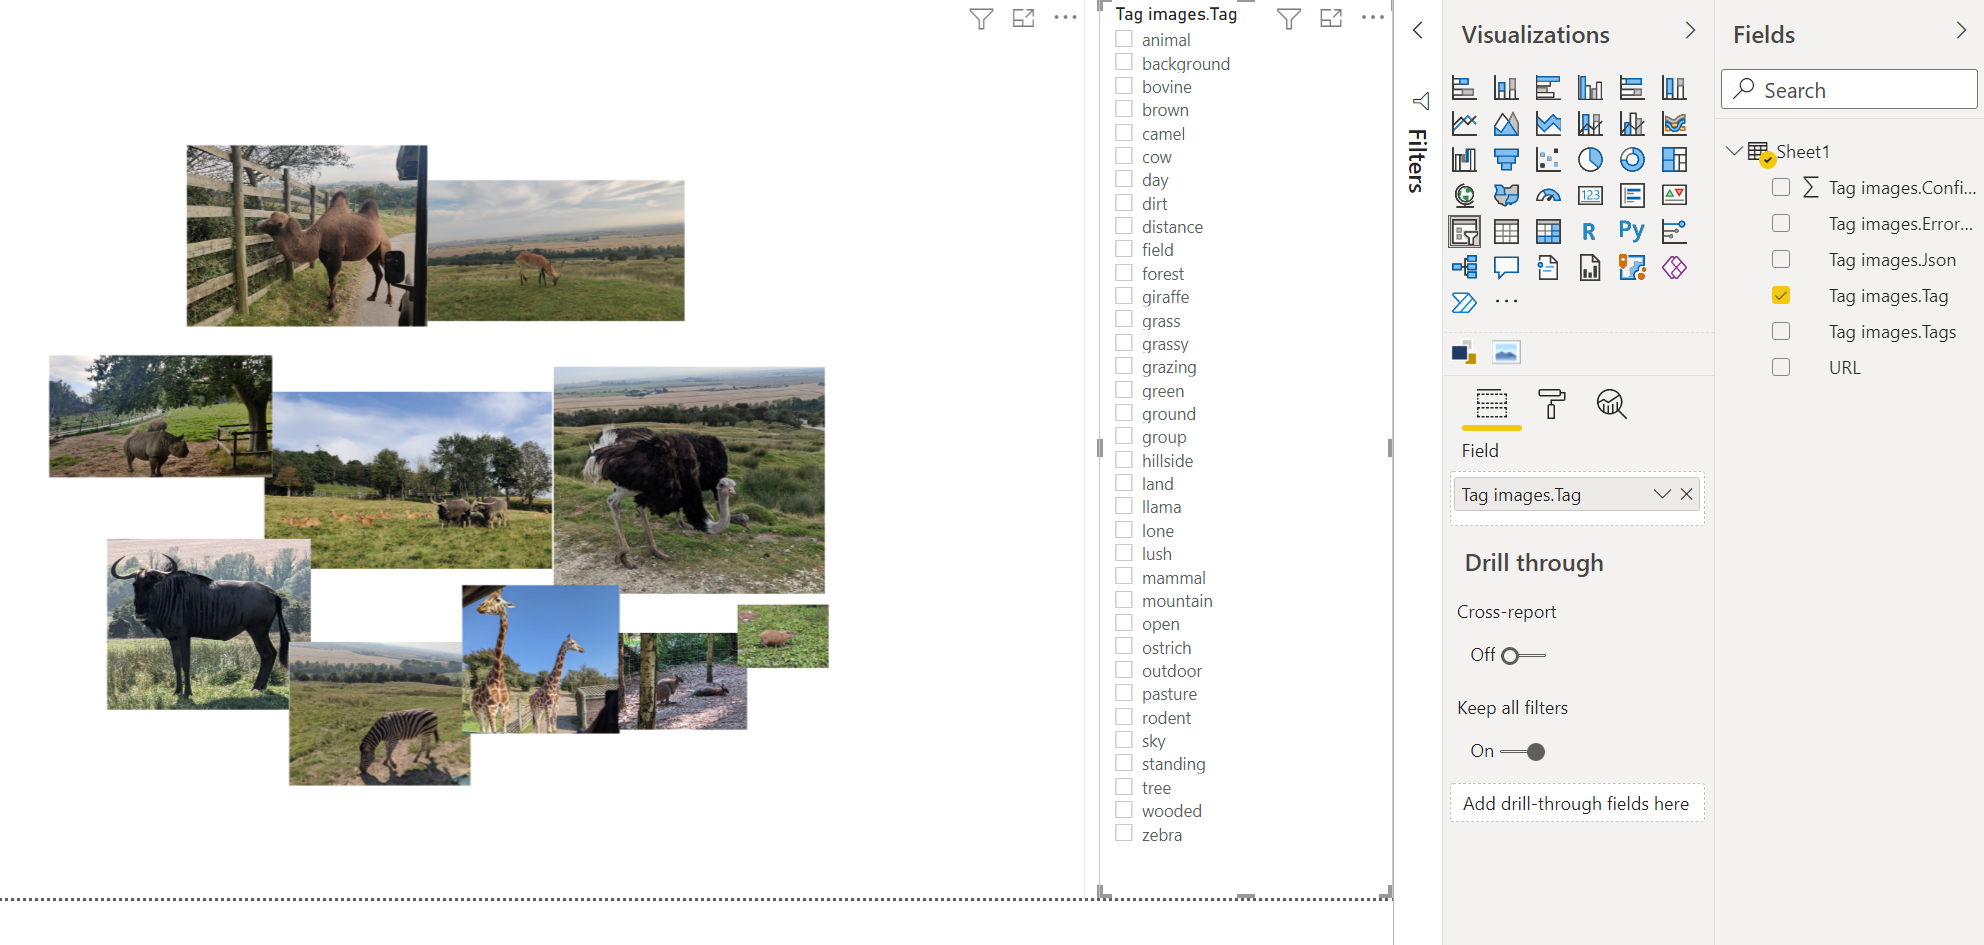 Tag images.Tag
animal
background
bovine
brown
camel
cow
day
dirt
distance
field
forest
giraffe
grass
grassy
grazing
green
ground
group
hillside
land
llama
lone
lush
mammal
mountain
open
ostrich
outdoor
pasture
rodent
sky
standing
tree
wooded
zebra
Filters
Visualizations
123
R
Py
Field
Tag images.Tag
Drill through
Cross-report
Off
Keep all filters
On
Add drill-through fields here
Fields
Search
Sheet1
Σ Tag images.Confi...
Tag images.Error...
Tag images.Json
Tag images.Tag
Tag images.Tags
URL